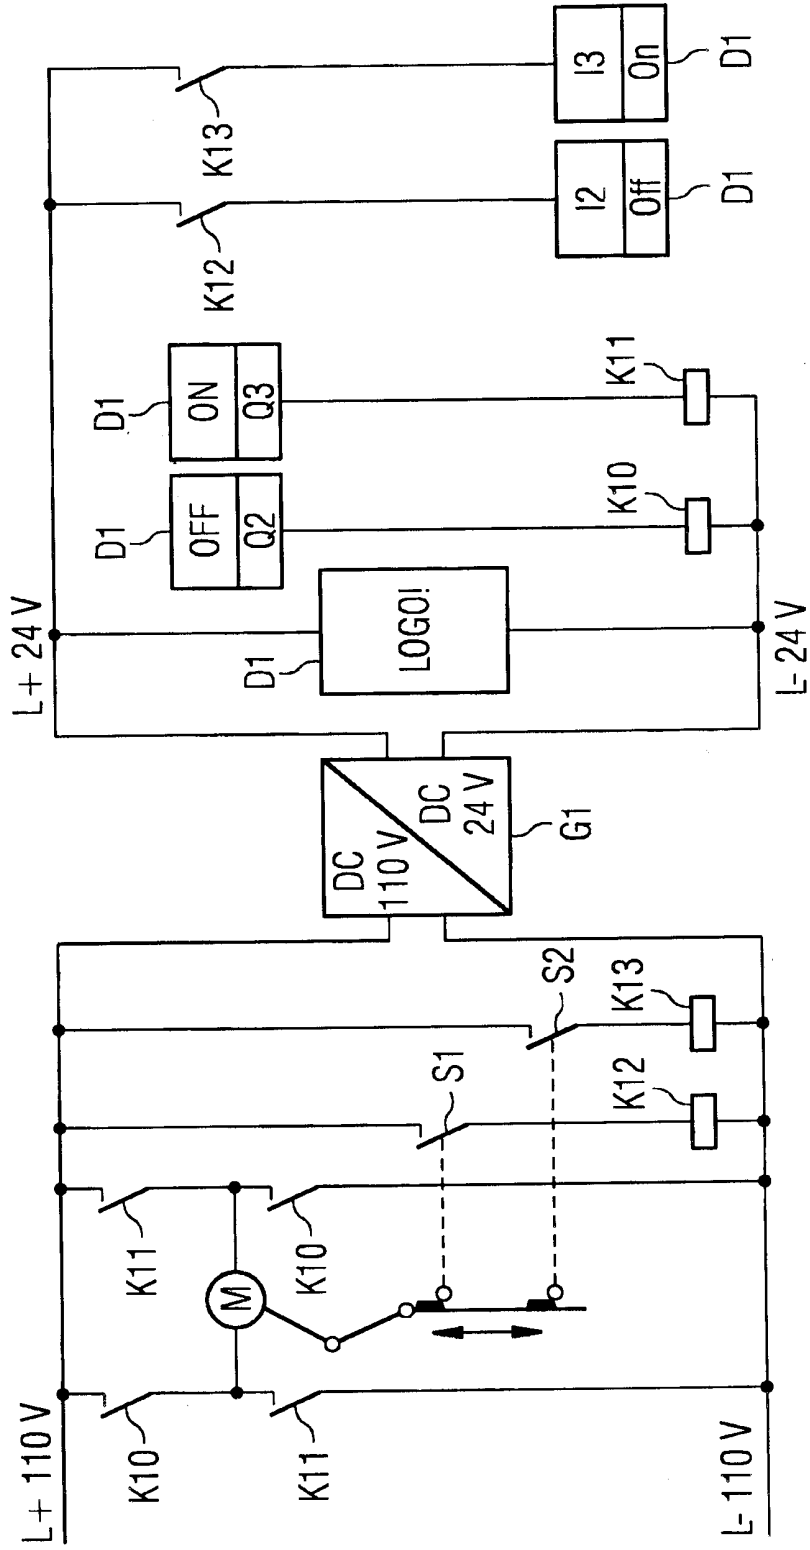 L+ 110 V
L- 110 V
K10
K11
M
K11
K10
S1
K12
S2
K13
DC
110 V
DC
24 V
G1
L+ 24 V
L- 24 V
D1
LOGO!
D1
OFF
Q2
K10
D1
ON
Q3
K11
K12
I2
Off
D1
K13
I3
On
D1